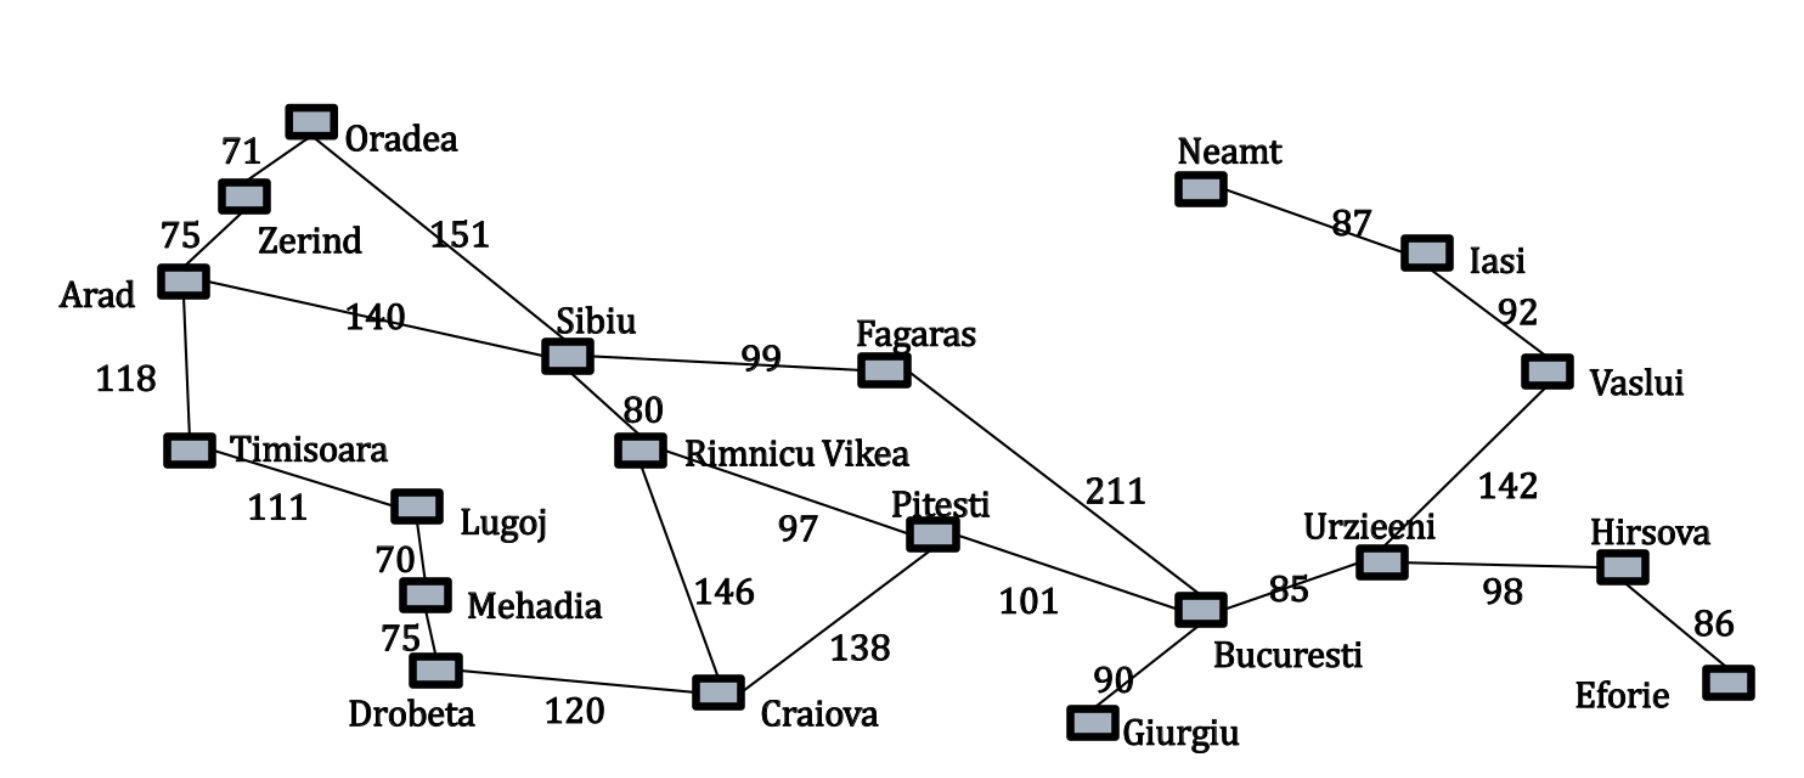 Oradea
71
Neamt
Zerind
75
151
87
Iasi
Arad
140
Sibiu
Fagaras
92
99
118
Vaslui
80
Timisoara
Rimnicu Vikea
111
Lugoj
Pitesti
211
142
97
Urzieeni
Hirsova
70
Mehadia
146
101
85
98
75
138
Bucuresti
86
Drobeta
120
Craiova
90
Giurgiu
Eforie